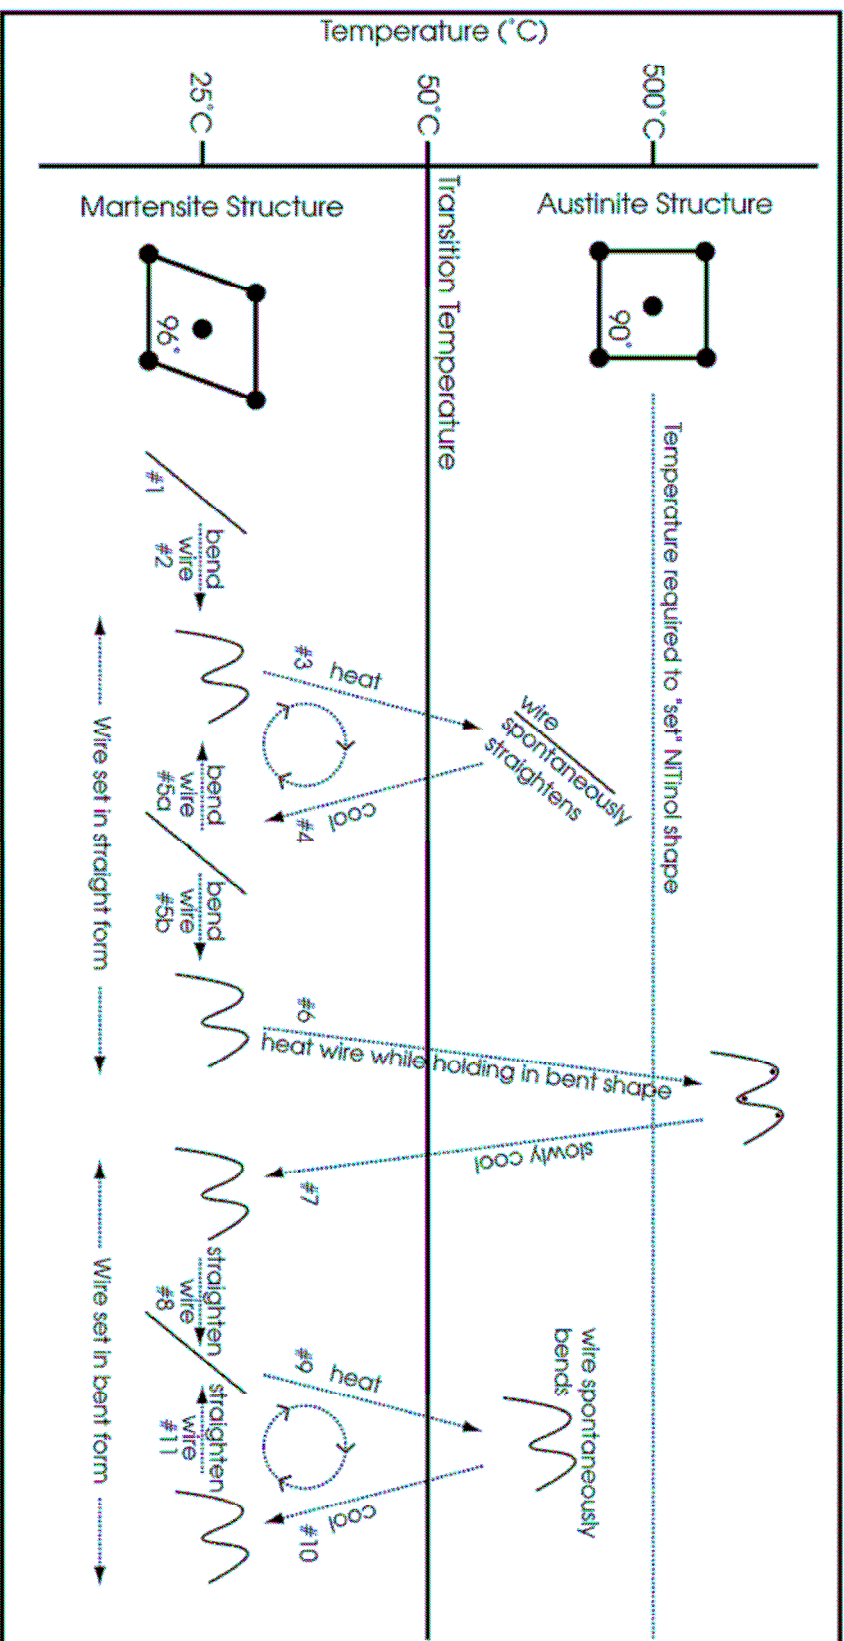 Temperature (°C)
25°C
50°C
500°C
Martensite Structure
Austinite Structure
Transition Temperature
96°
90°
Temperature required to "set" NiTinol shape
#1
bend
wire
#2
#3 heat
wire
spontaneously
straightens
cool
#4
bend
wire
#5a
bend
wire
#5b
Wire set in straight form
#6
heat wire while holding in bent shape
slowly cool
#7
straighten
wire
#8
#9 heat
wire spontaneously
bends
cool
#10
straighten
wire
#11
Wire set in bent form